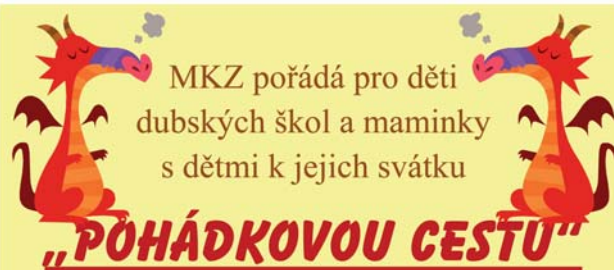 MKZ pořádá pro děti
dubských škol a maminky
s dětmi k jejich svátku
„POHÁDKOVOU CESTU“